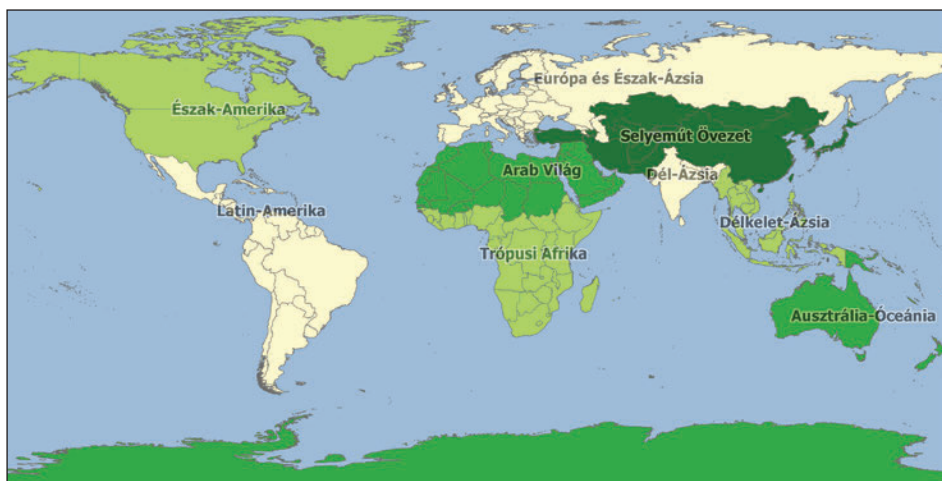 Európa és Észak-Ázsia
Észak-Amerika
Selyemút Övezet
Arab Világ
Dél-Ázsia
Latin-Amerika
Délkelet-Ázsia
Trópusi Afrika
Ausztrália-Óceánia